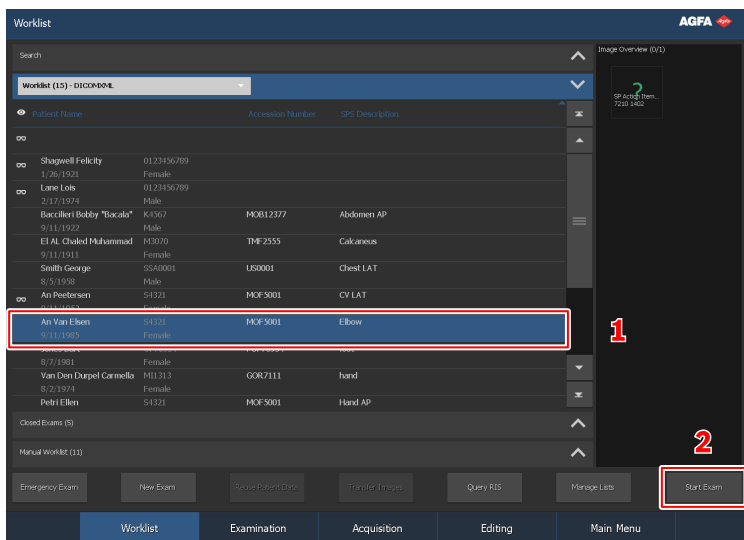 Worklist
AGFA
Search
Image Overview (0/1)
Worklist (15) - DICOMXML
?
SP Action Item...
7210 1402
Patient Name Accession Number SPS Description
Shagwell Felicity 0123456789
1/26/1921 Female
Lane Lois 0123456789
2/17/1974 Male
Baccilieri Bobby "Bacala" K4567 MOB12377 Abdomen AP
9/11/1922 Male
El AL Chaled Muhammad M3070 TMF2555 Calcaneus
9/11/1911 Female
Smith George SSA0001 US0001 Chest LAT
8/5/1958 Male
An Peetersen S4321 MOF5001 CV LAT
An Van Elsen S4321 MOF5001 Elbow
9/11/1985 Female
1
8/7/1981 Female
Van Den Durpel Carmella MI1313 GOR7111 hand
8/2/1974 Female
Petri Ellen S4321 MOF5001 Hand AP
Closed Exams (5)
2
Manual Worklist (11)
Emergency Exam New Exam Reuse Patient Data Transfer Images Query RIS Manage Lists Start Exam
Worklist Examination Acquisition Editing Main Menu